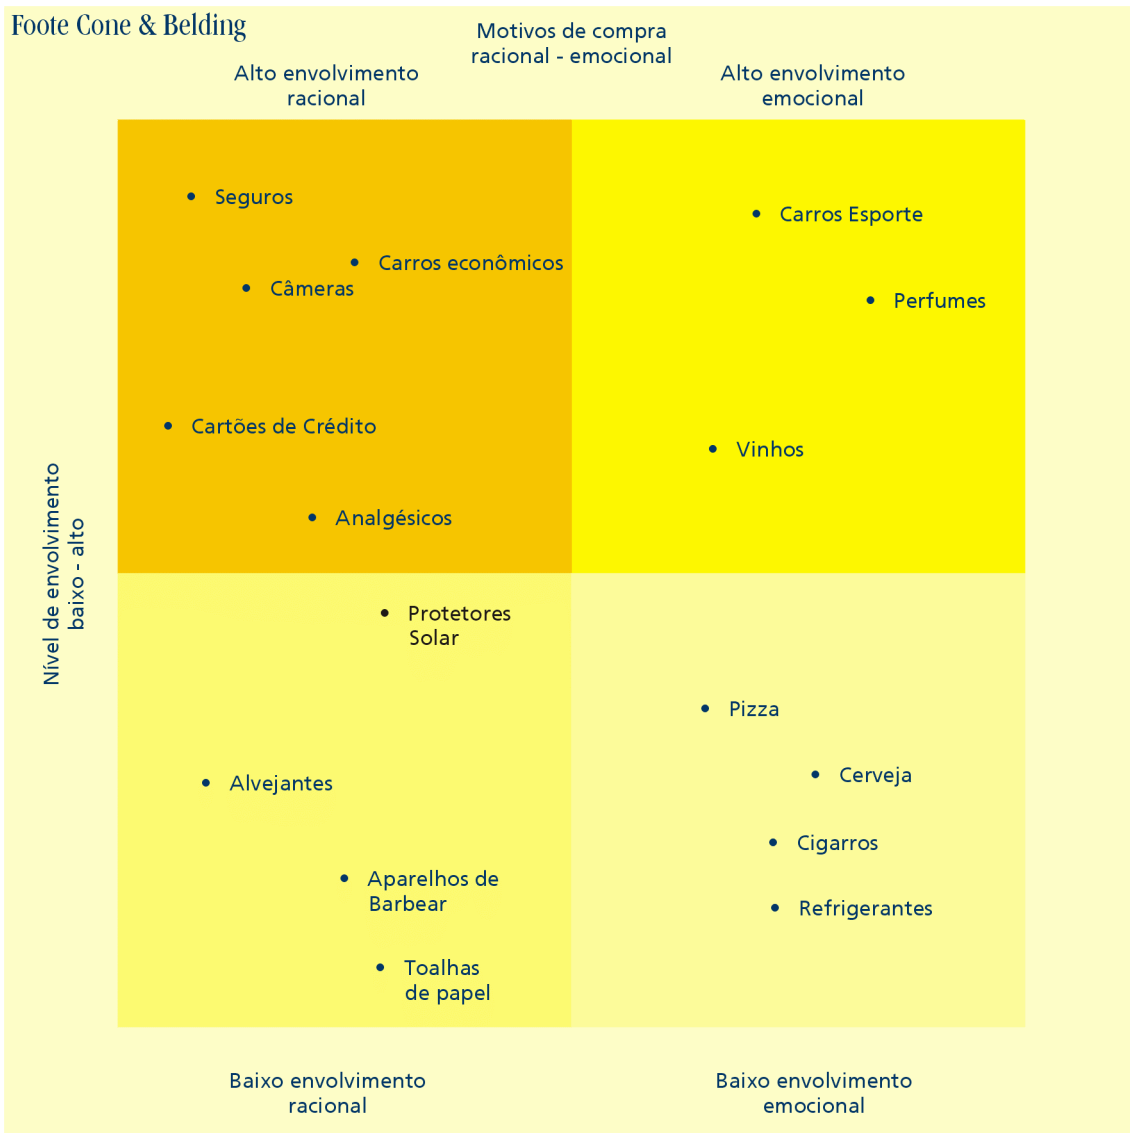 Foote Cone & Belding
Motivos de compra
racional - emocional
Alto envolvimento
racional
Alto envolvimento
emocional
Nível de envolvimento
baixo - alto
Seguros
Carros econômicos
Câmeras
Cartões de Crédito
Analgésicos
Carros Esporte
Perfumes
Vinhos
Protetores
Solar
Alvejantes
Aparelhos de
Barbear
Toalhas
de papel
Pizza
Cerveja
Cigarros
Refrigerantes
Baixo envolvimento
racional
Baixo envolvimento
emocional